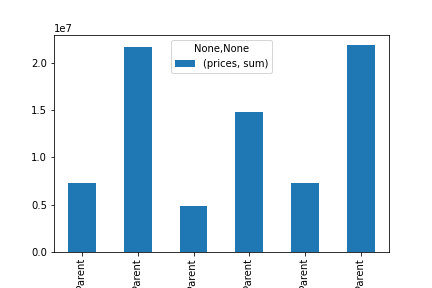 1e7
None,None
(prices, sum)
2.0
1.5
1.0
0.5
0.0
Parent
Parent
Parent
Parent
Parent
Parent